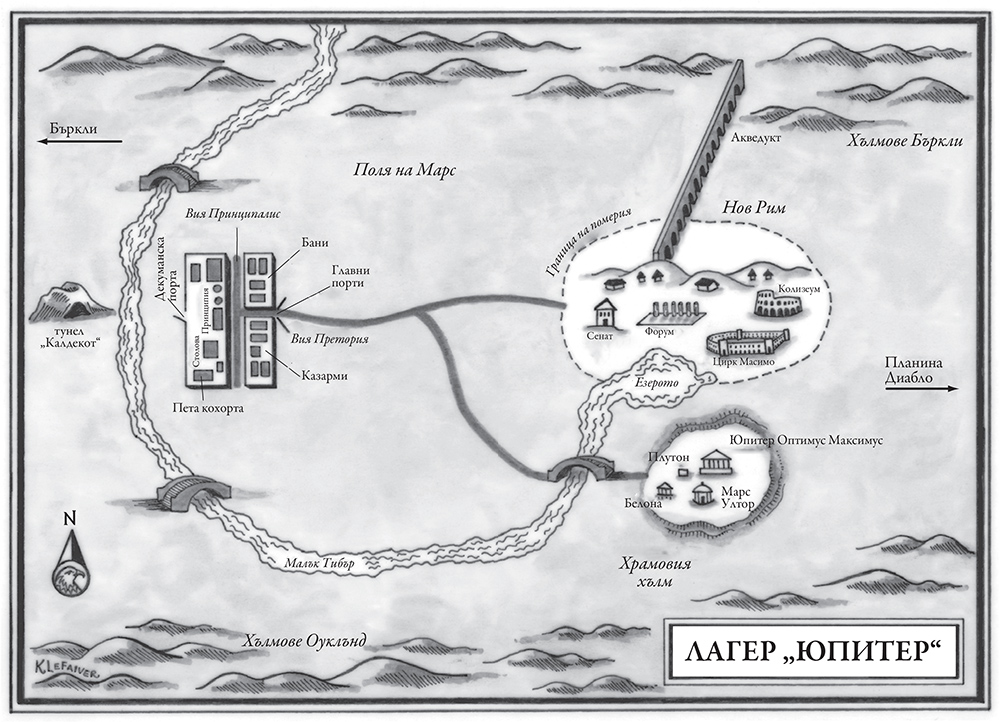 Бъркли
Акведукт
Хълмове Бъркли
Поля на Марс
Нов Рим
Граница на померия
Вия Принципалис
Бани
Главни
порти
Декуманска
порта
Принципия
Столова
Вия Претория
Казарми
Пета кохорта
тунел
„Калдекот“
Колизеум
Сенат
Форум
Цирк Масимо
Езерото
Планина
Диабло
Юпитер Оптимус Максимус
Плутон
Белона
Марс
Ултор
Храмовия
хълм
N
Малък Тибър
Хълмове Оуклънд
K.LEFAIVER
ЛАГЕР „ЮПИТЕР“